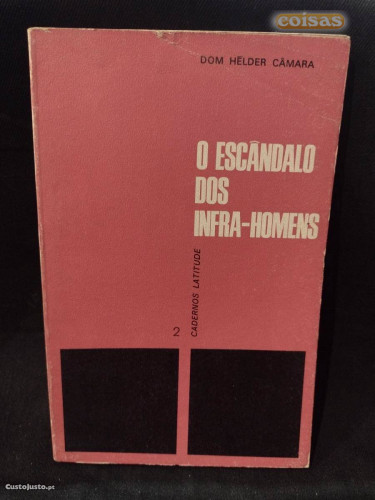 coisas
DOM HÉLDER CÂMARA
O ESCÂNDALO
DOS
INFRA-HOMENS
CADERNOS LATITUDE
2
CustoJusto.pt